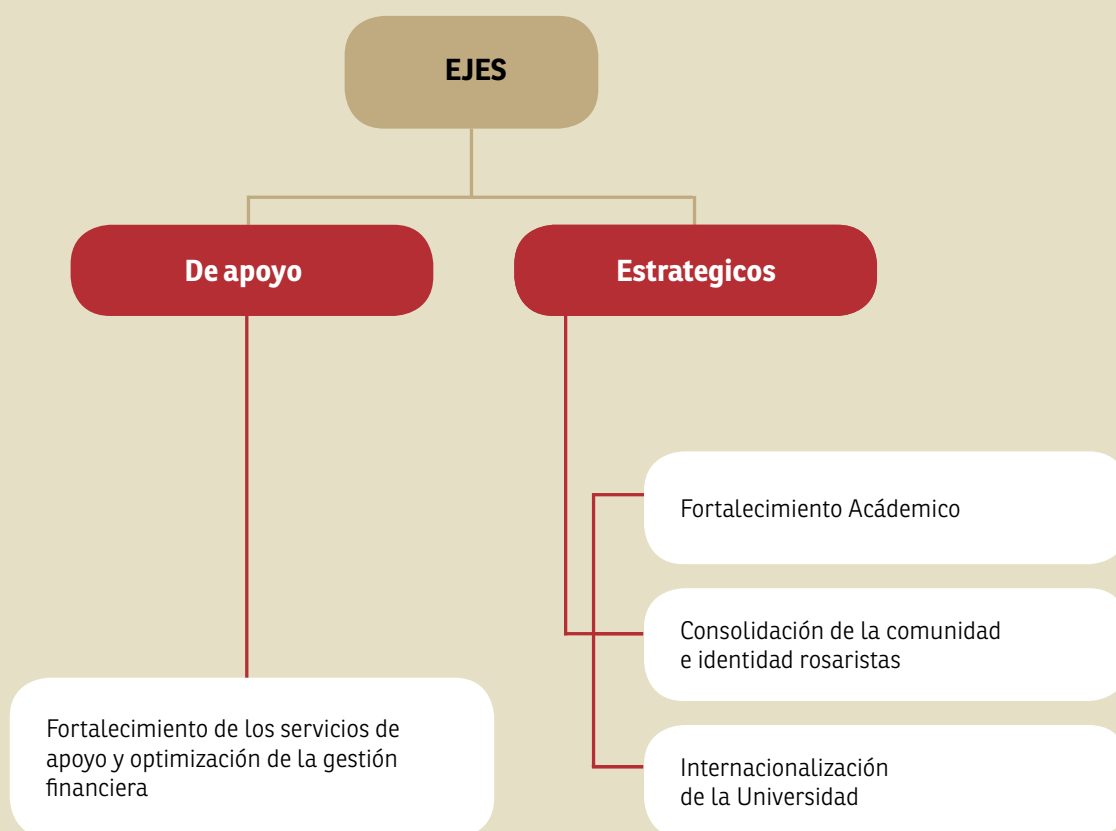 EJES
De apoyo
Estrategicos
Fortalecimiento Acádemico
Consolidación de la comunidad
e identidad rosaristas
Fortalecimiento de los servicios de
apoyo y optimización de la gestión
financiera
Internacionalización
de la Universidad